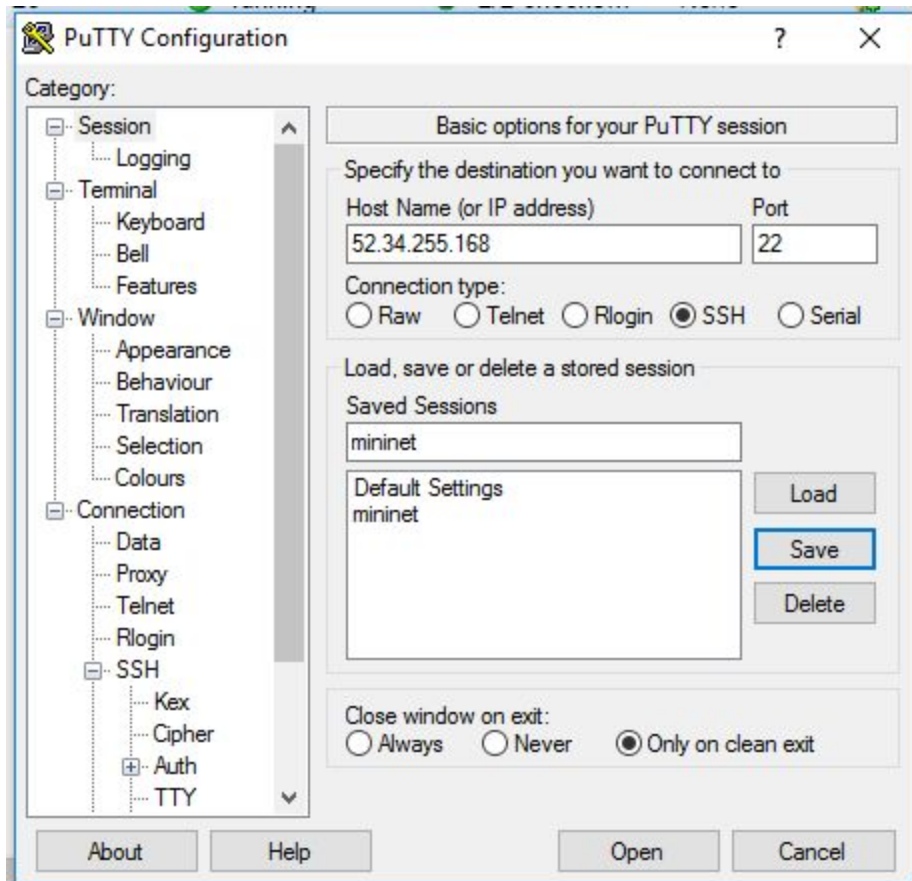 PuTTY Configuration
?
Category:
Session
Logging
Terminal
Keyboard
Bell
Features
Window
Appearance
Behaviour
Translation
Selection
Colours
Connection
Data
Proxy
Telnet
Rlogin
SSH
Kex
Cipher
Auth
TTY
Basic options for your PuTTY session
Specify the destination you want to connect to
Host Name (or IP address) Port
52.34.255.168 22
Connection type:
Raw Telnet Rlogin SSH Serial
Load, save or delete a stored session
Saved Sessions
mininet
Default Settings
mininet
Load
Save
Delete
Close window on exit:
Always Never Only on clean exit
About Help Open Cancel